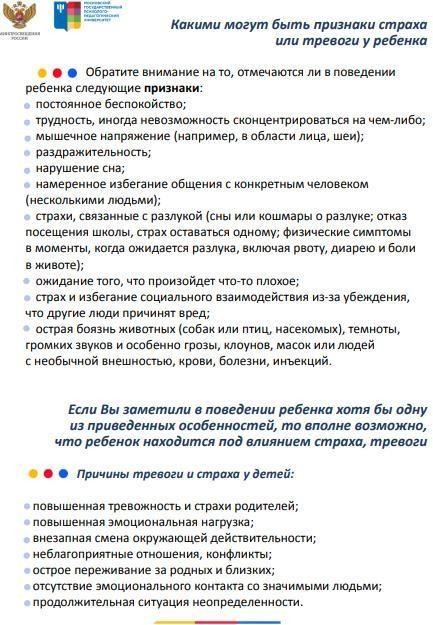 МИНПРОСВЕЩЕНИЯ
РОССИИ
МОСКОВСКИЙ
ГОСУДАРСТВЕННЫЙ
ПСИХОЛОГО-
ПЕДАГОГИЧЕСКИЙ
УНИВЕРСИТЕТ
Какими могут быть признаки страха
или тревоги у ребенка
Обратите внимание на то, отмечаются ли в поведении
ребенка следующие признаки:
постоянное беспокойство;
трудность, иногда невозможность сконцентрироваться на чем-либо;
мышечное напряжение (например, в области лица, шеи);
раздражительность;
нарушение сна;
намеренное избегание общения с конкретным человеком
(несколькими людьми);
страхи, связанные с разлукой (сны или кошмары о разлуке; отказ
посещения школы, страх оставаться одному; физические симптомы
в моменты, когда ожидается разлука, включая рвоту, диарею и боли
в животе);
ожидание того, что произойдет что-то плохое;
страх и избегание социального взаимодействия из-за убеждения,
что другие люди причинят вред;
острая боязнь животных (собак или птиц, насекомых), темноты,
громких звуков и особенно грозы, клоунов, масок или людей
с необычной внешностью, крови, болезни, инъекций.
Если Вы заметили в поведении ребенка хотя бы одну
из приведенных особенностей, то вполне возможно,
что ребенок находится под влиянием страха, тревоги
Причины тревоги и страха у детей:
повышенная тревожность и страхи родителей;
повышенная эмоциональная нагрузка;
внезапная смена окружающей действительности;
неблагоприятные отношения, конфликты;
острое переживание за родных и близких;
отсутствие эмоционального контакта со значимыми людьми;
продолжительная ситуация неопределенности.